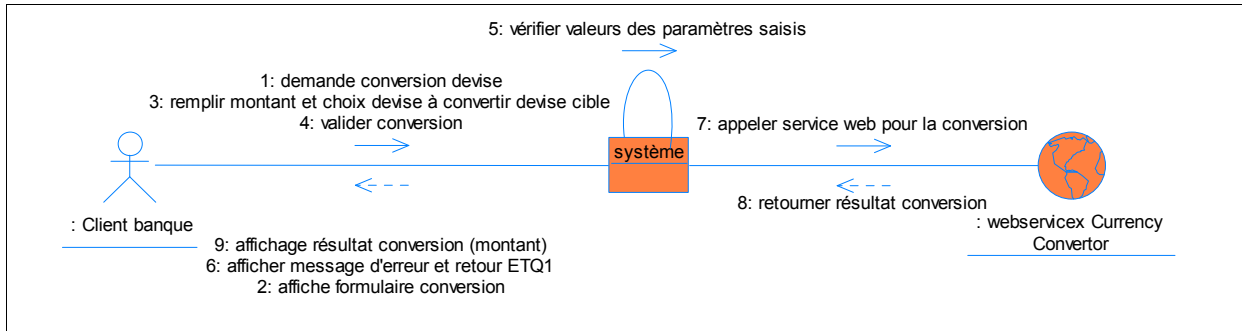 5: vérifier valeurs des paramètres saisis
1: demande conversion devise
3: remplir montant et choix devise à convertir devise cible
4: valider conversion
7: appeler service web pour la conversion
système
8: retourner résultat conversion
: Client banque
: webservicex Currency
Convertor
9: affichage résultat conversion (montant)
6: afficher message d'erreur et retour ETQ1
2: affiche formulaire conversion